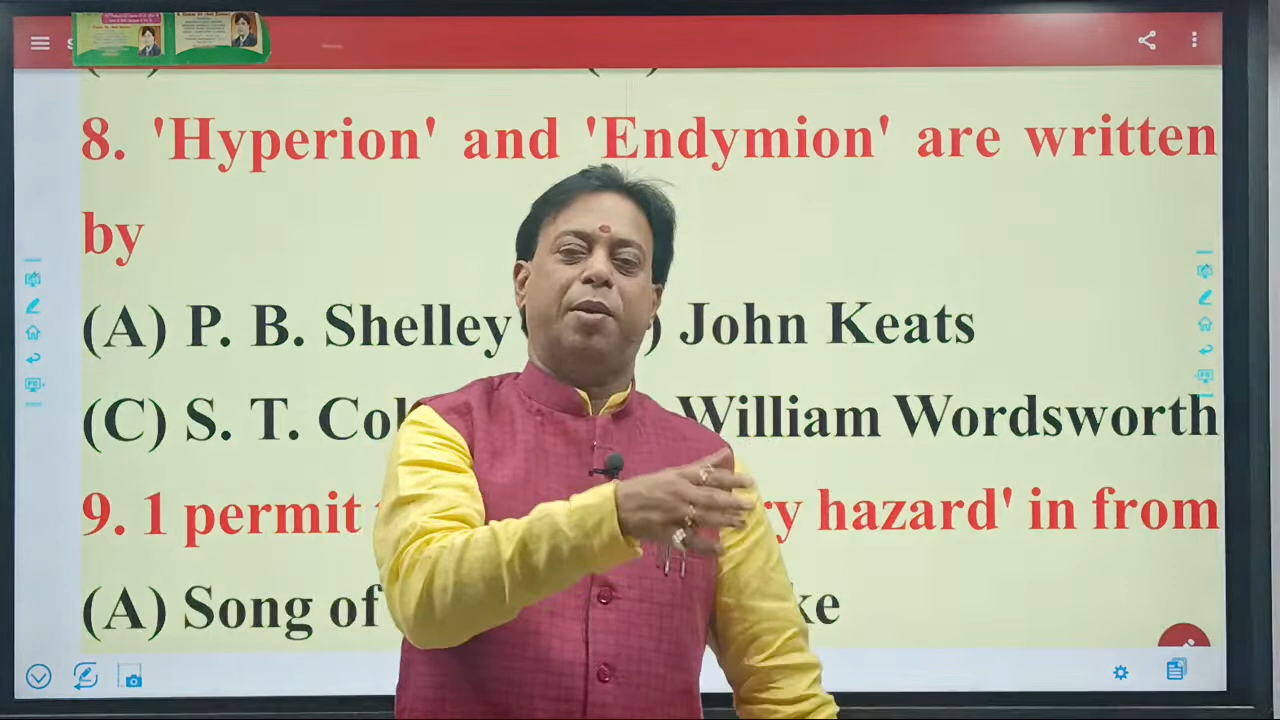 8. 'Hyperion' and 'Endymion' are written
by
(A) P. B. Shelley ) John Keats
(C) S. T. Col William Wordsworth
9. 1 permit ry hazard' in from
(A) Song of ke